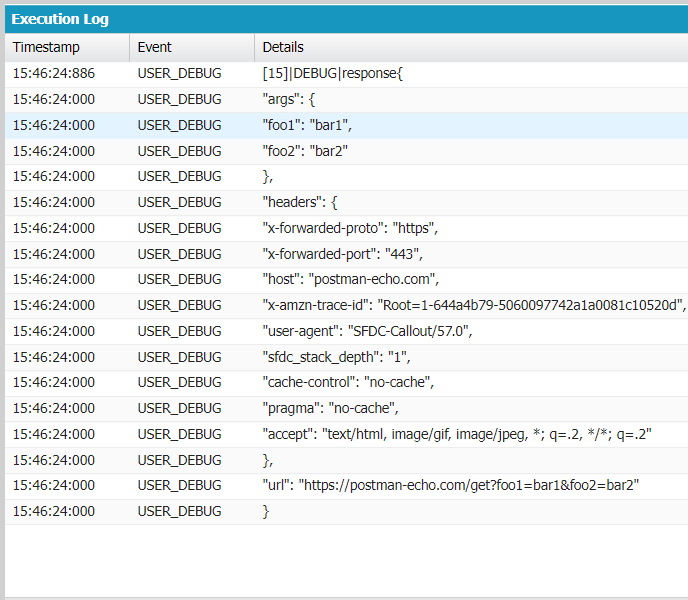 Execution Log
Timestamp Event Details
15:46:24:886 USER_DEBUG [15]|DEBUG|response{
15:46:24:000 USER_DEBUG "args": {
15:46:24:000 USER_DEBUG "foo1": "bar1",
15:46:24:000 USER_DEBUG "foo2": "bar2"
15:46:24:000 USER_DEBUG },
15:46:24:000 USER_DEBUG "headers": {
15:46:24:000 USER_DEBUG "x-forwarded-proto": "https",
15:46:24:000 USER_DEBUG "x-forwarded-port": "443",
15:46:24:000 USER_DEBUG "host": "postman-echo.com",
15:46:24:000 USER_DEBUG "x-amzn-trace-id": "Root=1-644a4b79-5060097742a1a0081c10520d",
15:46:24:000 USER_DEBUG "user-agent": "SFDC-Callout/57.0",
15:46:24:000 USER_DEBUG "sfdc_stack_depth": "1",
15:46:24:000 USER_DEBUG "cache-control": "no-cache",
15:46:24:000 USER_DEBUG "pragma": "no-cache",
15:46:24:000 USER_DEBUG "accept": "text/html, image/gif, image/jpeg, *; q=.2, */*; q=.2"
15:46:24:000 USER_DEBUG },
15:46:24:000 USER_DEBUG "url": "https://postman-echo.com/get?foo1=bar1&foo2=bar2"
15:46:24:000 USER_DEBUG }